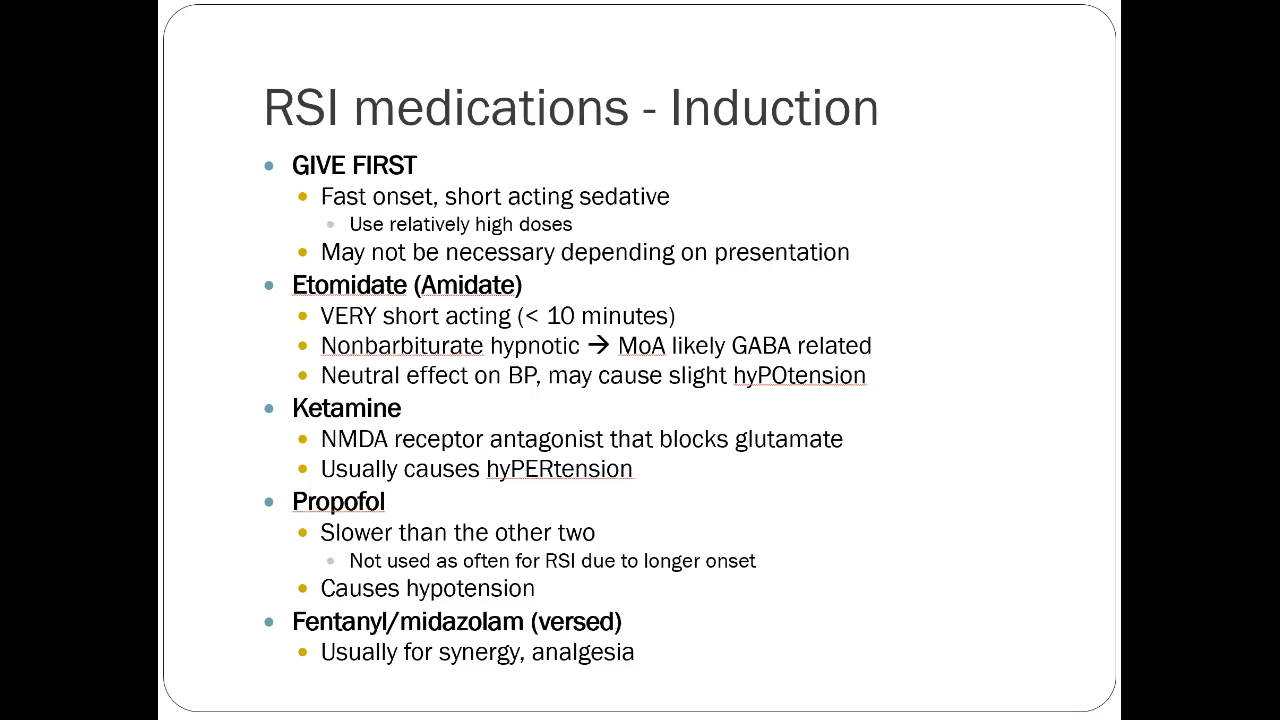 RSI medications - Induction
GIVE FIRST
Fast onset, short acting sedative
Use relatively high doses
May not be necessary depending on presentation
Etomidate (Amidate)
VERY short acting (< 10 minutes)
Nonbarbiturate hypnotic → MoA likely GABA related
Neutral effect on BP, may cause slight hyPOtension
Ketamine
NMDA receptor antagonist that blocks glutamate
Usually causes hyPERtension
Propofol
Slower than the other two
Not used as often for RSI due to longer onset
Causes hypotension
Fentanyl/midazolam (versed)
Usually for synergy, analgesia